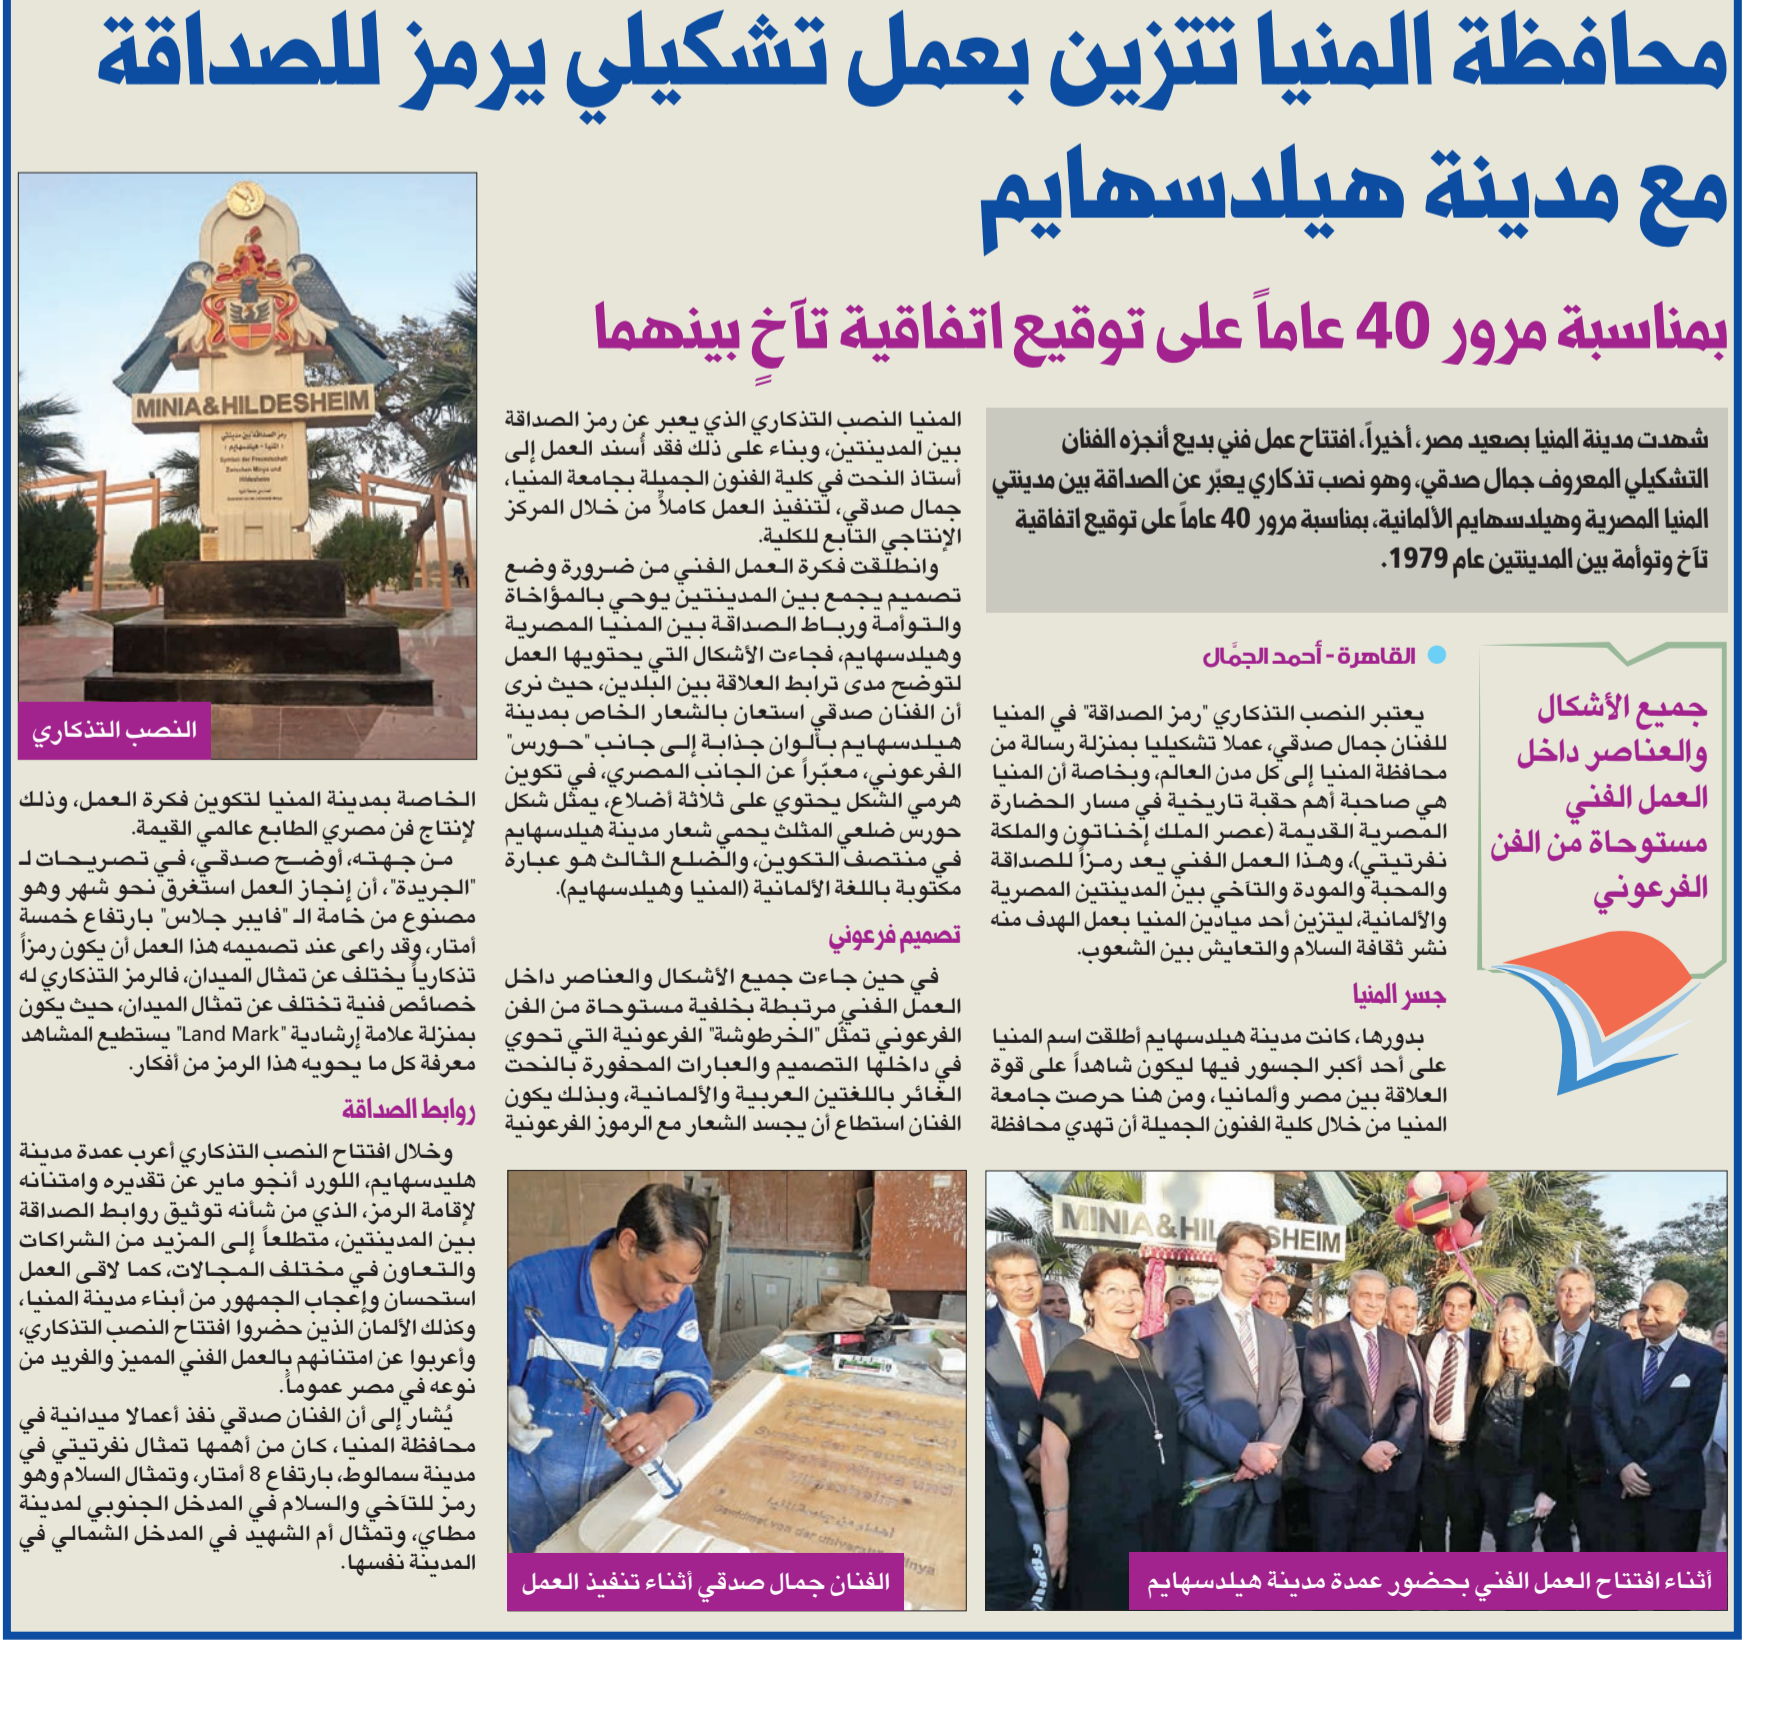 محافظة المنيا تتزين بعمل تشكيلي يرمز للصداقة
مع مدينة هيلدسهايم
بمناسبة مرور 40 عاماً على توقيع اتفاقية تآخٍ بينهما
شهدت مدينة المنيا بصعيد مصر، أخيراً، افتتاح عمل فني بديع أنجزه الفنان
التشكيلي المعروف جمال صدقي، وهو نصب تذكاري يعبّر عن الصداقة بين مدينتي
المنيا المصرية وهيلدسهايم الألمانية، بمناسبة مرور 40 عاماً على توقيع اتفاقية
تآخ وتوأمة بين المدينتين عام 1979.
جميع الأشكال
والعناصر داخل
العمل الفني
مستوحاة من الفن
الفرعوني
القاهرة - أحمد الجمَّال
يعتبر النصب التذكاري "رمز الصداقة" في المنيا
للفنان جمال صدقي، عملا تشكيليا بمنزلة رسالة من
محافظة المنيا إلى كل مدن العالم، وبخاصة أن المنيا
هي صاحبة أهم حقبة تاريخية في مسار الحضارة
المصرية القديمة (عصر الملك إخناتون والملكة
نفرتيتي)، وهذا العمل الفني يعد رمزاً للصداقة
والمحبة والمودة والتآخي بين المدينتين المصرية
والألمانية، ليتزين أحد ميادين المنيا بعمل الهدف منه
نشر ثقافة السلام والتعايش بين الشعوب.
جسر المنيا
بدورها، كانت مدينة هيلدسهايم أطلقت اسم المنيا
على أحد أكبر الجسور فيها ليكون شاهداً على قوة
العلاقة بين مصر وألمانيا، ومن هنا حرصت جامعة
المنيا من خلال كلية الفنون الجميلة أن تهدي محافظة
المنيا النصب التذكاري الذي يعبر عن رمز الصداقة
بين المدينتين، وبناء على ذلك فقد أُسند العمل إلى
أستاذ النحت في كلية الفنون الجميلة بجامعة المنيا،
جمال صدقي، لتنفيذ العمل كاملاً من خلال المركز
الإنتاجي التابع للكلية.
وانطلقت فكرة العمل الفني من ضرورة وضع
تصميم يجمع بين المدينتين يوحي بالمؤاخاة
والتوأمة ورباط الصداقة بين المنيا المصرية
وهيلدسهايم، فجاءت الأشكال التي يحتويها العمل
لتوضح مدى ترابط العلاقة بين البلدين، حيث نرى
أن الفنان صدقي استعان بالشعار الخاص بمدينة
هيلدسهايم بألوان جذابة إلى جانب "حورس"
الفرعوني، معبّراً عن الجانب المصري، في تكوين
هرمي الشكل يحتوي على ثلاثة أضلاع، يمثل شكل
حورس ضلعي المثلث يحمي شعار مدينة هيلدسهايم
في منتصف التكوين، والضلع الثالث هو عبارة
مكتوبة باللغة الألمانية (المنيا وهيلدسهايم).
تصميم فرعوني
في حين جاءت جميع الأشكال والعناصر داخل
العمل الفني مرتبطة بخلفية مستوحاة من الفن
الفرعوني تمثّل "الخرطوشة" الفرعونية التي تحوي
في داخلها التصميم والعبارات المحفورة بالنحت
الغائر باللغتين العربية والألمانية، وبذلك يكون
الفنان استطاع أن يجسد الشعار مع الرموز الفرعونية
MINIA&HILDESHEIM
رمز الصداقة بين مدينتي
المنيا - هيلدسهايم
Symbol der Freundschaft
Zwischen Minya und
Hildesheim
النصب التذكاري
الخاصة بمدينة المنيا لتكوين فكرة العمل، وذلك
لإنتاج فن مصري الطابع عالمي القيمة.
من جهته، أوضح صدقي، في تصريحات لـ
"الجريدة"، أن إنجاز العمل استغرق نحو شهر وهو
مصنوع من خامة الـ "فايبر جلاس" بارتفاع خمسة
أمتار، وقد راعى عند تصميمه هذا العمل أن يكون رمزاً
تذكارياً يختلف عن تمثال الميدان، فالرمز التذكاري له
خصائص فنية تختلف عن تمثال الميدان، حيث يكون
بمنزلة علامة إرشادية "Land Mark" يستطيع المشاهد
معرفة كل ما يحويه هذا الرمز من أفكار.
روابط الصداقة
وخلال افتتاح النصب التذكاري أعرب عمدة مدينة
هليدسهايم، اللورد أنجو ماير عن تقديره وامتنانه
لإقامة الرمز، الذي من شأنه توثيق روابط الصداقة
بين المدينتين، متطلعاً إلى المزيد من الشراكات
والتعاون في مختلف المجالات، كما لاقى العمل
استحسان وإعجاب الجمهور من أبناء مدينة المنيا،
وكذلك الألمان الذين حضروا افتتاح النصب التذكاري،
وأعربوا عن امتنانهم بالعمل الفني المميز والفريد من
نوعه في مصر عموماً.
يُشار إلى أن الفنان صدقي نفذ أعمالا ميدانية في
محافظة المنيا، كان من أهمها تمثال نفرتيتي في
مدينة سمالوط، بارتفاع 8 أمتار، وتمثال السلام وهو
رمز للتآخي والسلام في المدخل الجنوبي لمدينة
مطاي، وتمثال أم الشهيد في المدخل الشمالي في
المدينة نفسها.
MINIA & HIL SHEIM
أثناء افتتاح العمل الفني بحضور عمدة مدينة هيلدسهايم
الفنان جمال صدقي أثناء تنفيذ العمل